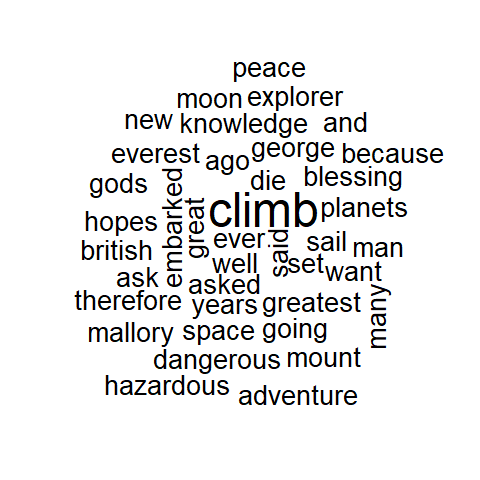 peace
moon explorer
new knowledge and
everest ago george because
gods die blessing
embarked great climb planets
hopes ever said sail man
british well set want
ask asked many
therefore years greatest
mallory space going
dangerous mount
hazardous adventure